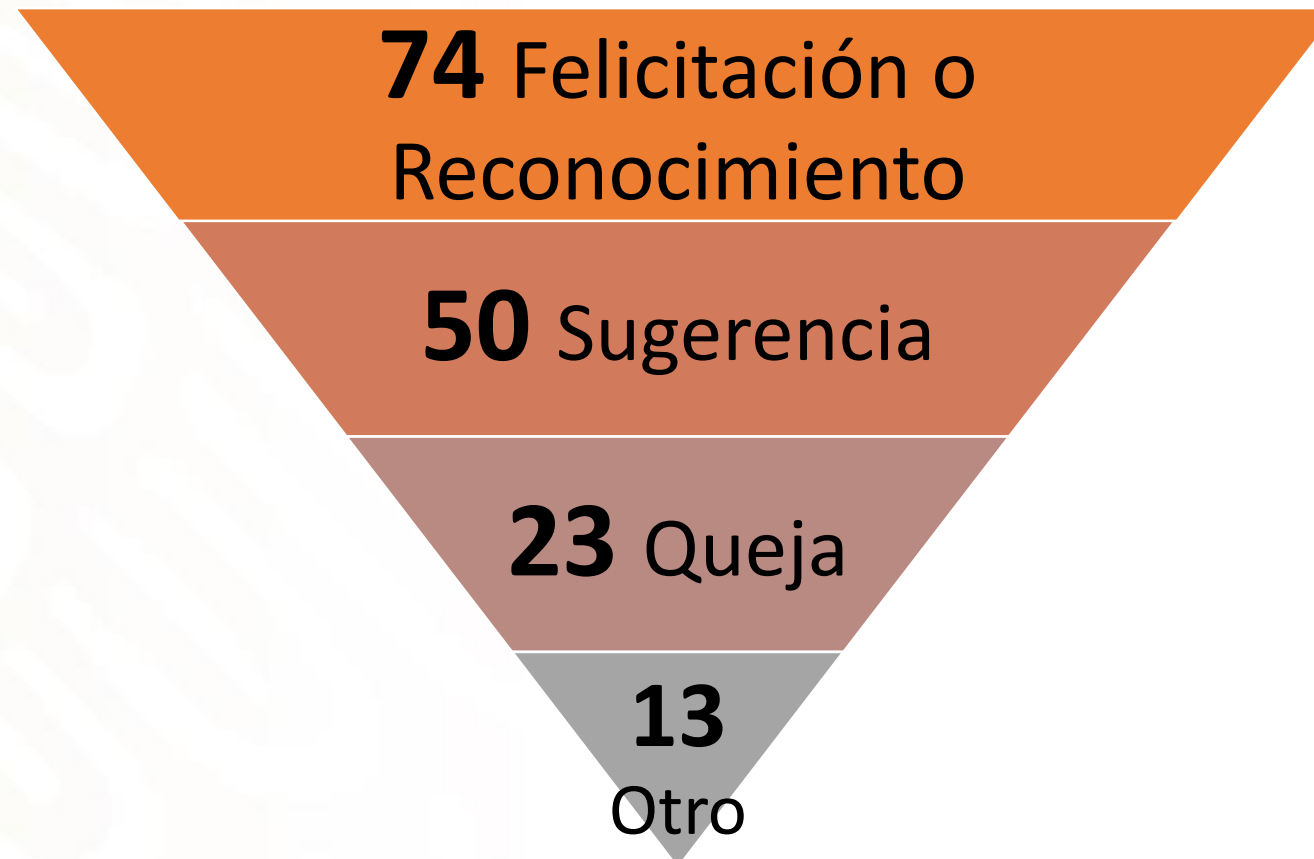 74 Felicitación o
Reconocimiento
50 Sugerencia
23 Queja
13
Otro